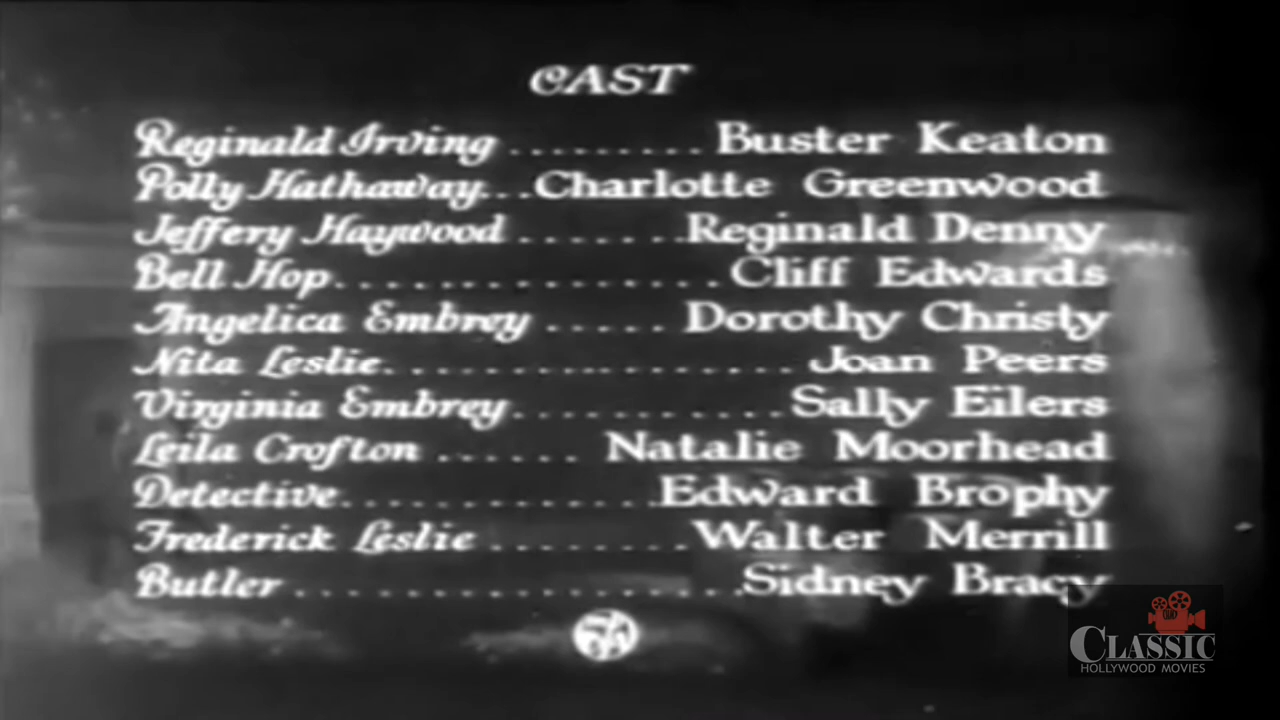 CAST
Reginald Irving ......... Buster Keaton
Polly Hathaway...Charlotte Greenwood
Jeffery Haywood .......Reginald Denny
Bell Hop...............Cliff Edwards
Angelica Embrey ..... Dorothy Christy
Nita Leslie................Joan Peers
Virginia Embrey...........Sally Eilers
Leila Crofton ...... Natalie Moorhead
Detective.............Edward Brophy
Frederick Leslie ........Walter Merrill
Butler ..................Sidney Bracy
CLASSIC
HOLLYWOOD MOVIES